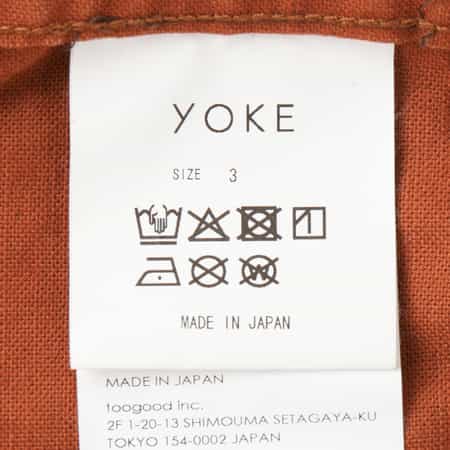 YOKE
SIZE 3
W
MADE IN JAPAN
MADE IN JAPAN
toogood inc.
2F 1-20-13 SHIMOUMA SETAGAYA-KU
TOKYO 154-0002 JAPAN